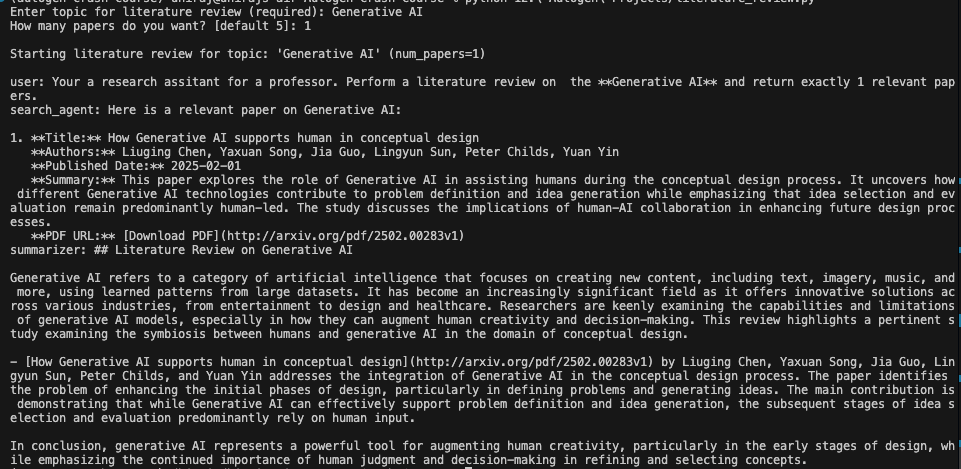 Enter topic for literature review (required): Generative AI
How many papers do you want? [default 5]: 1
Starting literature review for topic: 'Generative AI' (num_papers=1)
user: Your a research assitant for a professor. Perform a literature review on  the **Generative AI** and return exactly 1 relevant pap
ers.
search_agent: Here is a relevant paper on Generative AI:
1. **Title:** How Generative AI supports human in conceptual design
**Authors:** Liuging Chen, Yaxuan Song, Jia Guo, Lingyun Sun, Peter Childs, Yuan Yin
**Published Date:** 2025-02-01
**Summary:** This paper explores the role of Generative AI in assisting humans during the conceptual design process. It uncovers how
different Generative AI technologies contribute to problem definition and idea generation while emphasizing that idea selection and ev
aluation remain predominantly human-led. The study discusses the implications of human-AI collaboration in enhancing future design proc
esses.
**PDF URL:** [Download PDF](http://arxiv.org/pdf/2502.00283v1)
summarizer: ## Literature Review on Generative AI
Generative AI refers to a category of artificial intelligence that focuses on creating new content, including text, imagery, music, and
more, using learned patterns from large datasets. It has become an increasingly significant field as it offers innovative solutions ac
ross various industries, from entertainment to design and healthcare. Researchers are keenly examining the capabilities and limitations
of generative AI models, especially in how they can augment human creativity and decision-making. This review highlights a pertinent s
tudy examining the symbiosis between humans and generative AI in the domain of conceptual design.
- [How Generative AI supports human in conceptual design](http://arxiv.org/pdf/2502.00283v1) by Liuging Chen, Yaxuan Song, Jia Guo, Lin
gyun Sun, Peter Childs, and Yuan Yin addresses the integration of Generative AI in the conceptual design process. The paper identifies
the problem of enhancing the initial phases of design, particularly in defining problems and generating ideas. The main contribution is
demonstrating that while Generative AI can effectively support problem definition and idea generation, the subsequent stages of idea s
election and evaluation predominantly rely on human input.
In conclusion, generative AI represents a powerful tool for augmenting human creativity, particularly in the early stages of design, wh
ile emphasizing the continued importance of human judgment and decision-making in refining and selecting concepts.